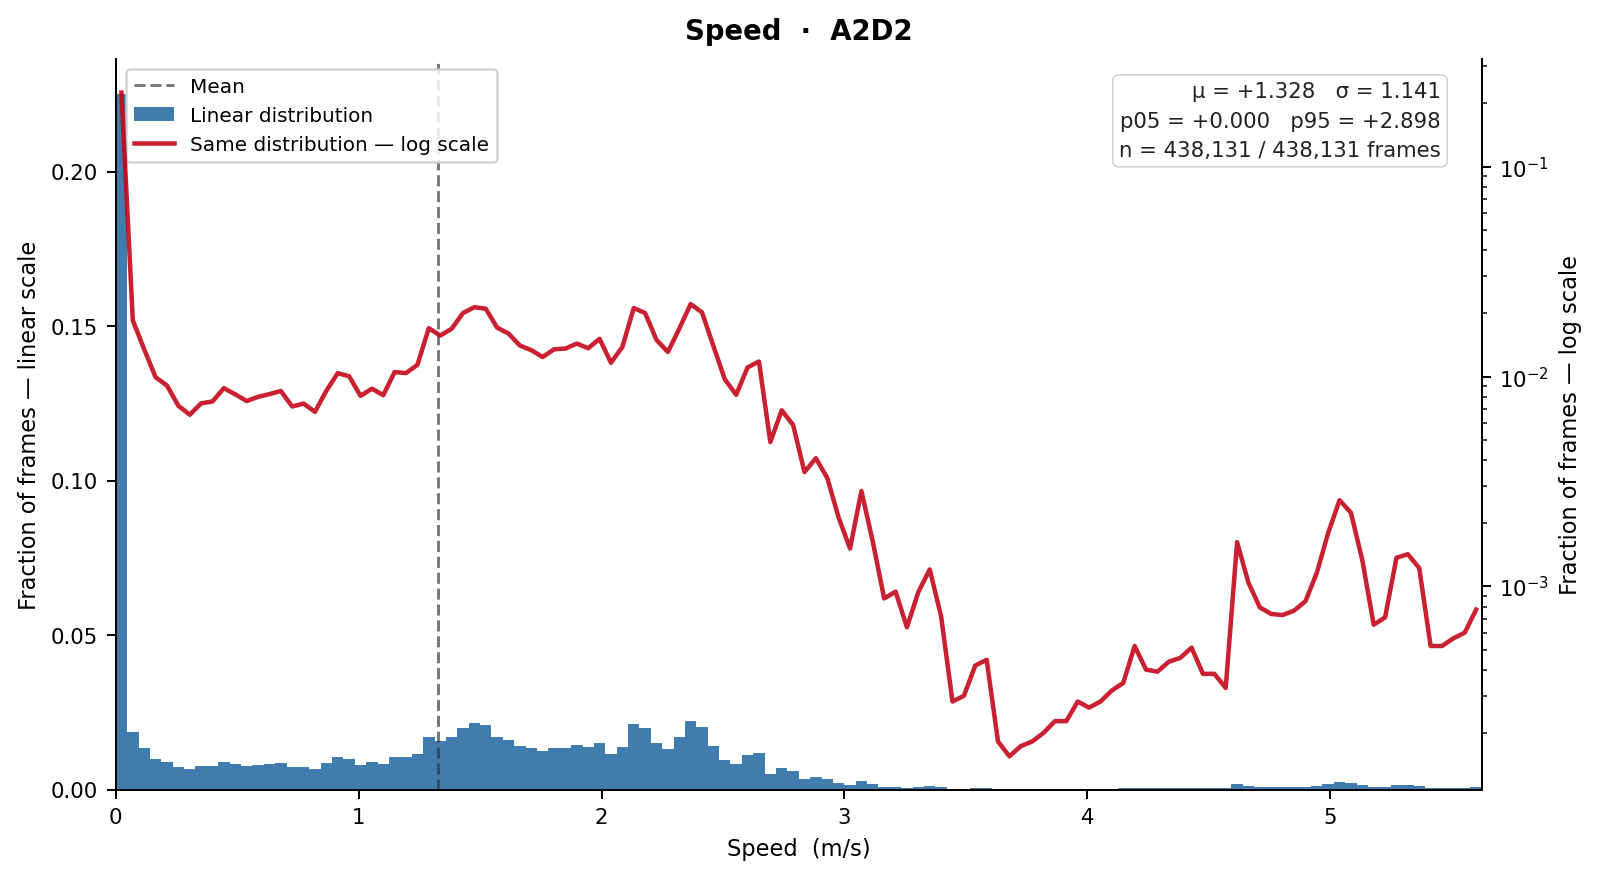 Speed · A2D2
Mean
Linear distribution
Same distribution — log scale
μ = +1.328 σ = 1.141
p05 = +0.000 p95 = +2.898
n = 438,131 / 438,131 frames
Fraction of frames — linear scale
0.20
0.15
0.10
0.05
0.00
10⁻¹
10⁻²
10⁻³
Fraction of frames — log scale
0 1 2 3 4 5
Speed (m/s)